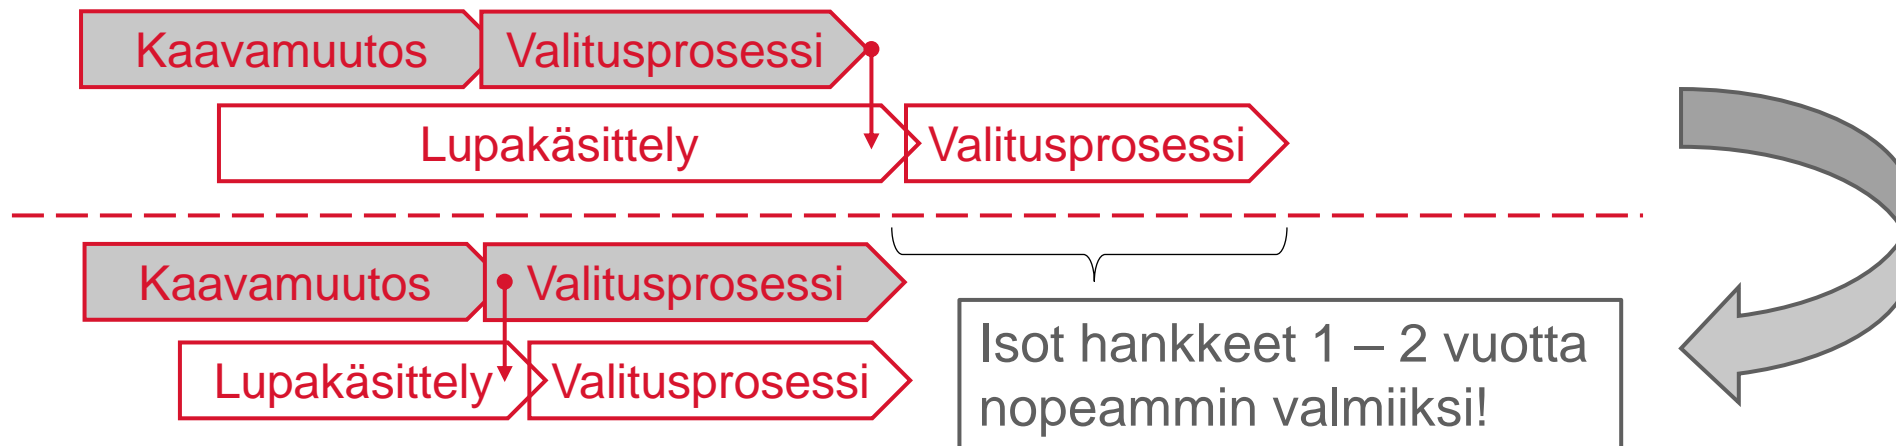 Kaavamuutos
Valitusprosessi
Lupakäsittely
Valitusprosessi
Kaavamuutos
Valitusprosessi
Lupakäsittely
Valitusprosessi
Isot hankkeet 1 – 2 vuotta
nopeammin valmiiksi!